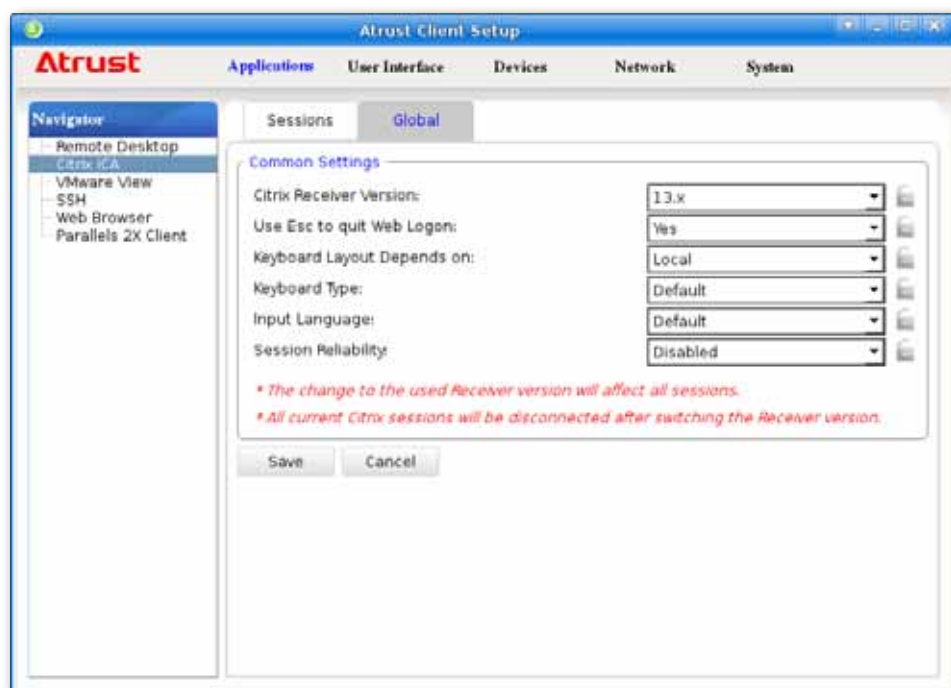 Atrust Client Setup
Atrust
Applications User Interface Devices Network System
Navigator
Remote Desktop
Citrix ICA
VMware View
SSH
Web Browser
Parallels 2X Client
Sessions Global
Common Settings
Citrix Receiver Version: 13.x
Use Esc to quit Web Logon: Yes
Keyboard Layout Depends on: Local
Keyboard Type: Default
Input Language: Default
Session Reliability: Disabled
* The change to the used Receiver version will affect all sessions.
* All current Citrix sessions will be disconnected after switching the Receiver version.
Save Cancel